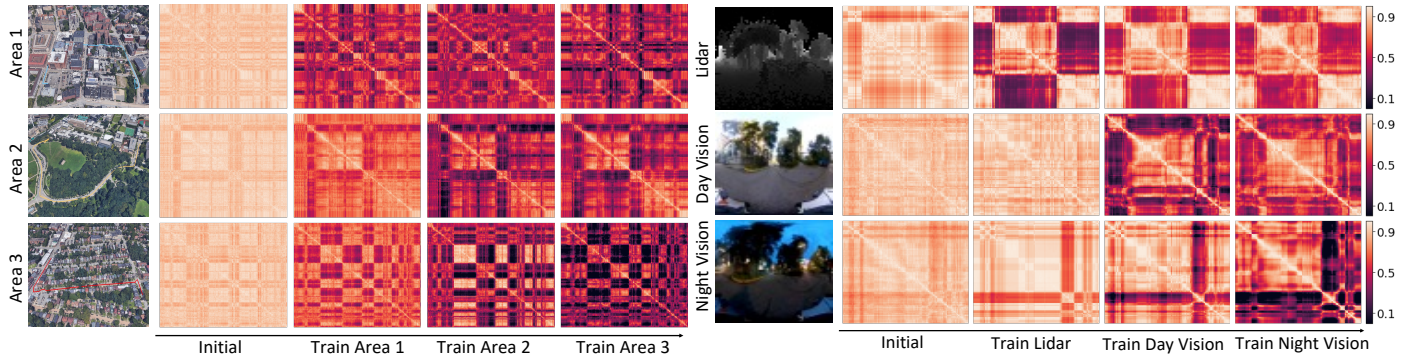 Area 1
Area 2
Area 3
Initial
Train Area 1
Train Area 2
Train Area 3
Lidar
Day Vision
Night Vision
0.9
0.5
0.1
0.9
0.5
0.1
0.9
0.5
0.1
Initial
Train Lidar
Train Day Vision
Train Night Vision